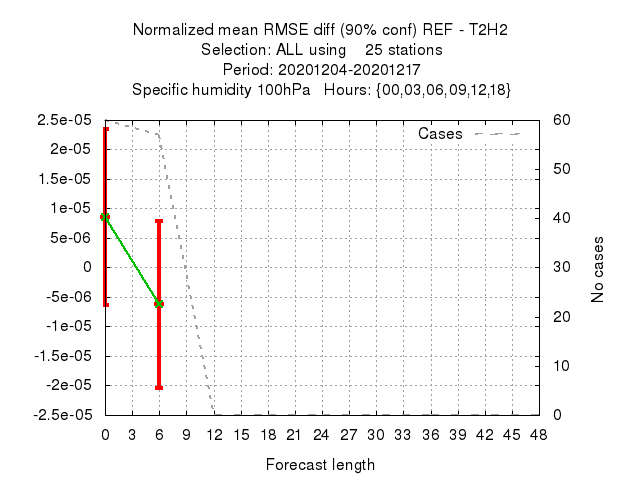 Normalized mean RMSE diff (90% conf) REF - T2H2
Selection: ALL using    25 stations
Period: 20201204-20201217
Specific humidity 100hPa   Hours: {00,03,06,09,12,18}
Cases
2.5e-05
2e-05
1.5e-05
1e-05
5e-06
0
-5e-06
-1e-05
-1.5e-05
-2e-05
-2.5e-05
60
50
40
30
20
10
0
No cases
0 3 6 9 12 15 18 21 24 27 30 33 36 39 42 45 48
Forecast length